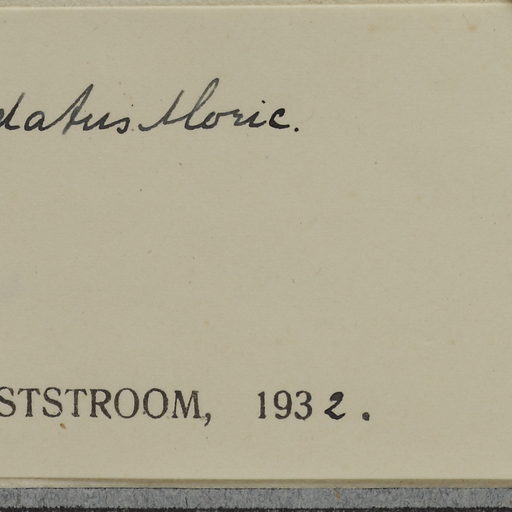 datus Moric.
STSTROOM, 1932.